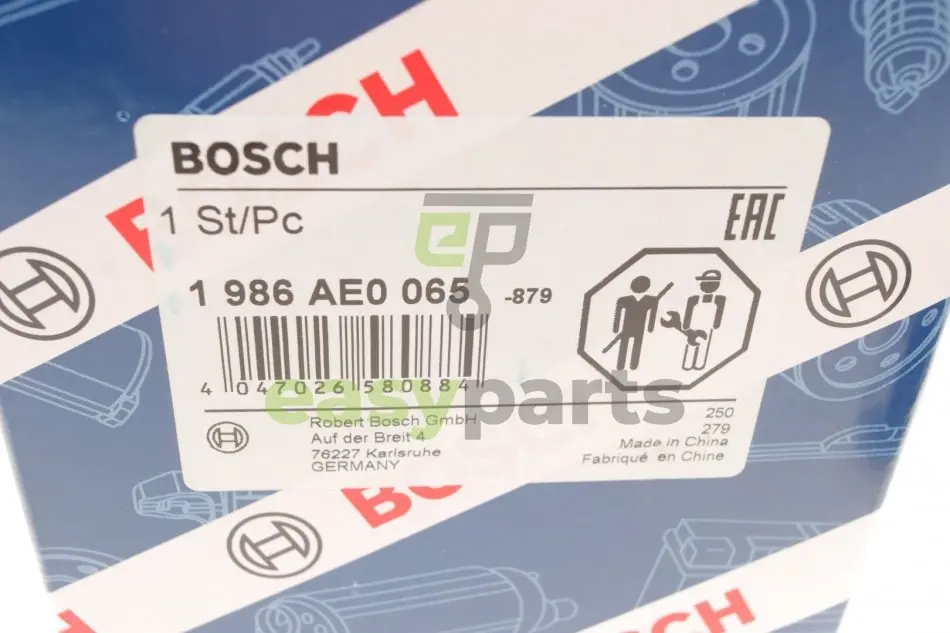 BOSCH
BOSCH
1 St/Pc
EAC
ep
1 986 AE0 065 -879
4 047026 580884
easyparts
Robert Bosch GmbH
Auf der Breit 4
76227 Karlsruhe
GERMANY
250
279
Made in China
Fabriqué en Chine
BOSCH